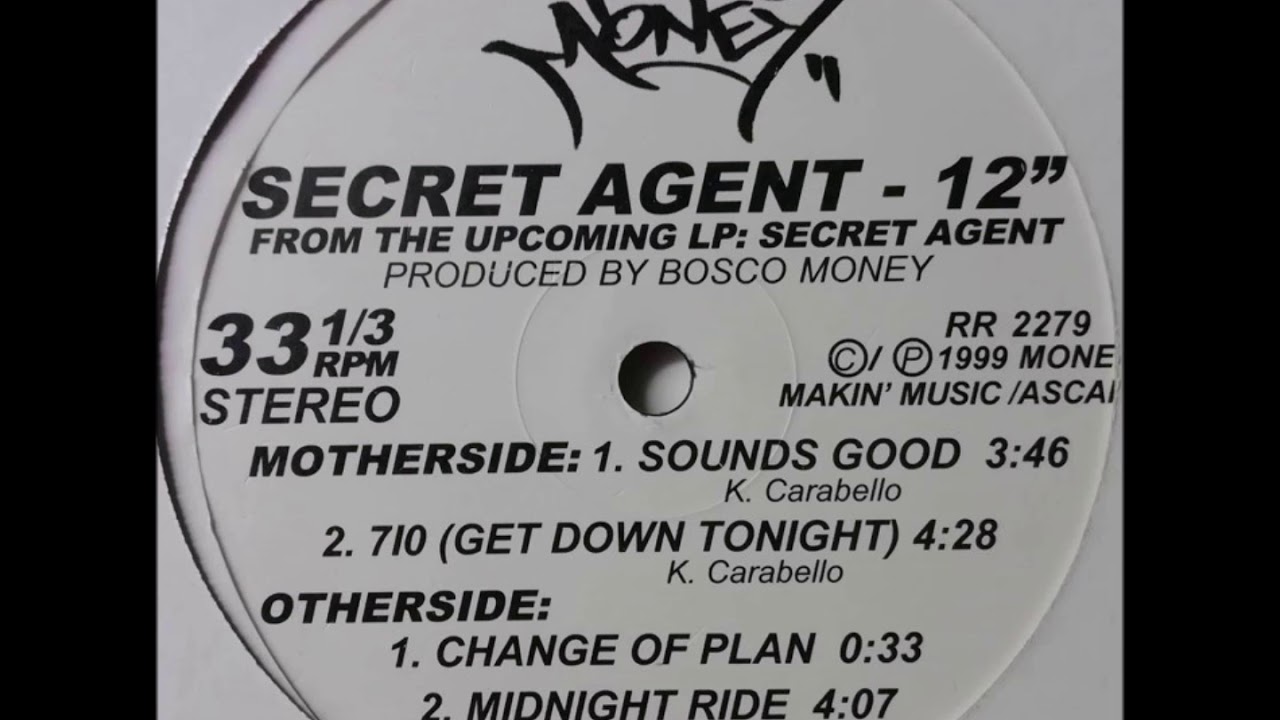 MONEY"
SECRET AGENT - 12”
FROM THE UPCOMING LP: SECRET AGENT
PRODUCED BY BOSCO MONEY
33 1/3 RPM
STEREO
RR 2279
©/ ℗ 1999 MONE
MAKIN’ MUSIC /ASCAP
MOTHERSIDE: 1. SOUNDS GOOD 3:46
K. Carabello
2. 7I0 (GET DOWN TONIGHT) 4:28
K. Carabello
OTHERSIDE:
1. CHANGE OF PLAN 0:33
2. MIDNIGHT RIDE 4:07